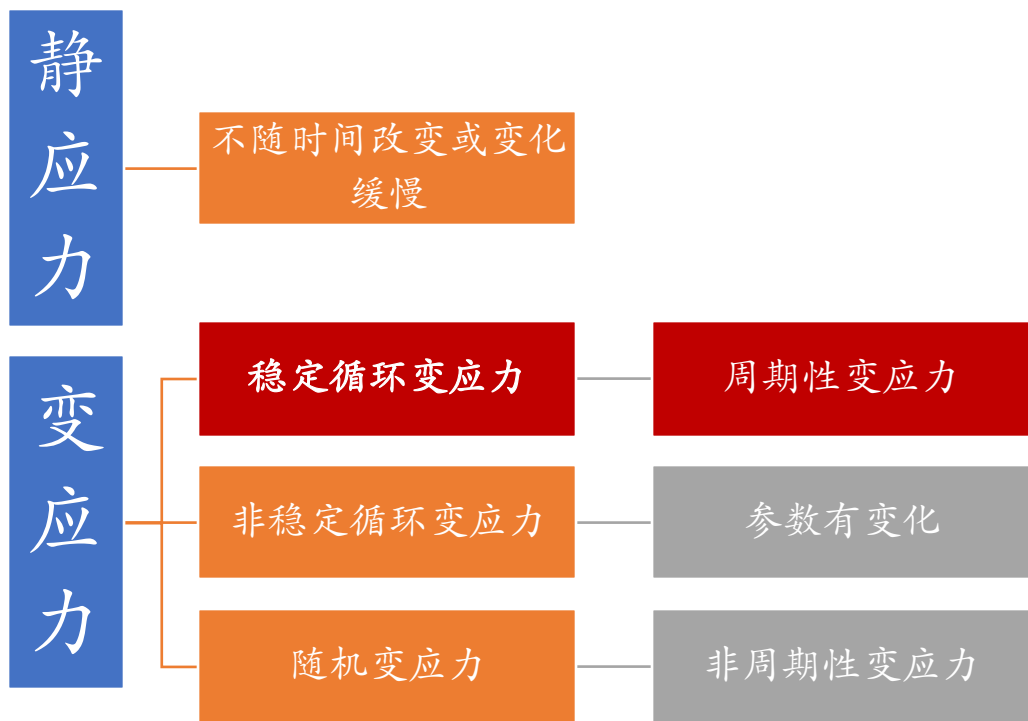 静应力
不随时间改变或变化
缓慢
变应力
稳定循环变应力
周期性变应力
非稳定循环变应力
参数有变化
随机变应力
非周期性变应力